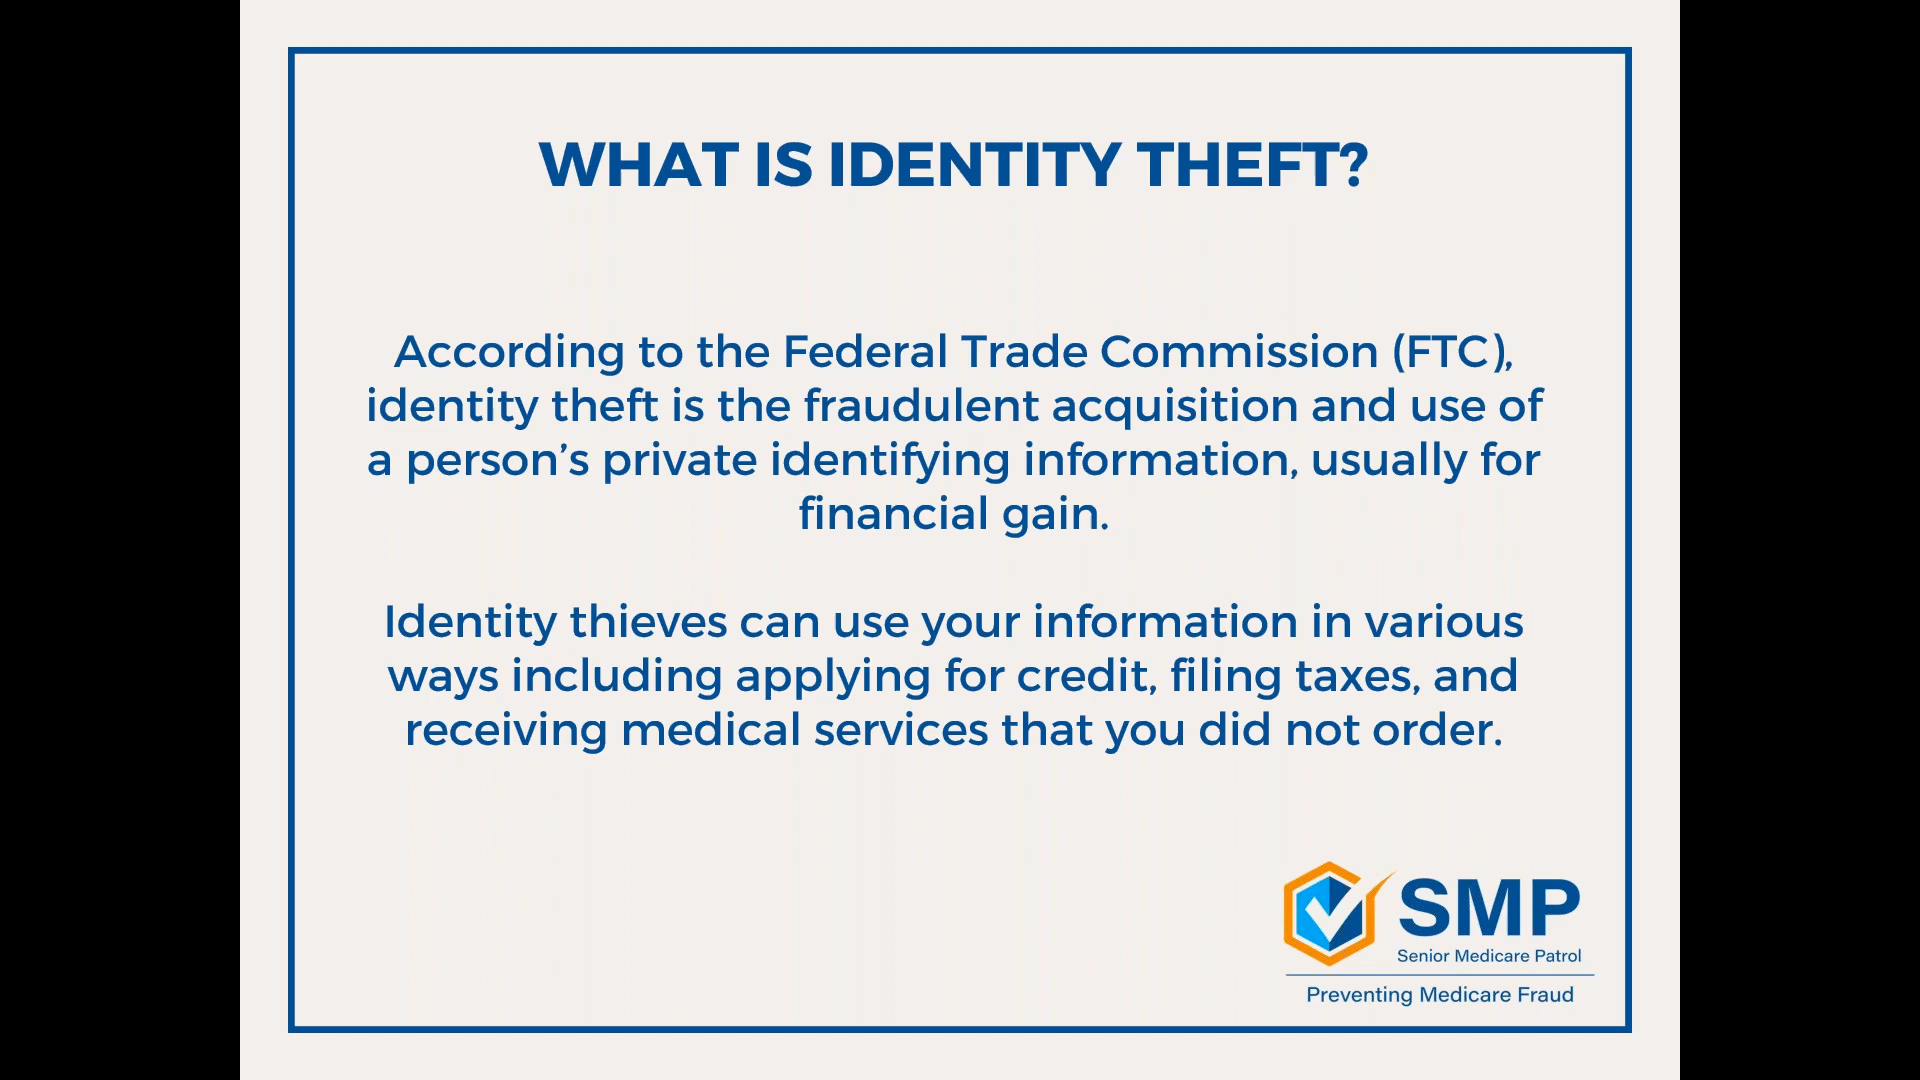 WHAT IS IDENTITY THEFT?
According to the Federal Trade Commission (FTC),
identity theft is the fraudulent acquisition and use of
a person’s private identifying information, usually for
financial gain.
Identity thieves can use your information in various
ways including applying for credit, filing taxes, and
receiving medical services that you did not order.
SMP
Senior Medicare Patrol
Preventing Medicare Fraud